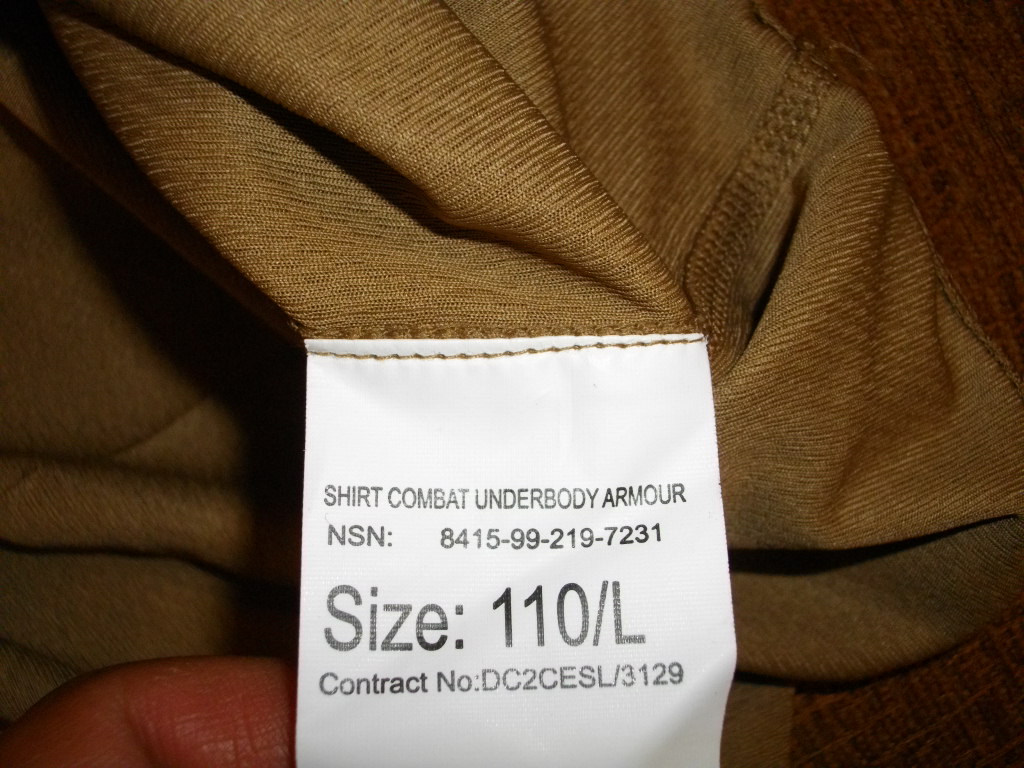 SHIRT COMBAT UNDERBODY ARMOUR
NSN: 8415-99-219-7231
Size: 110/L
Contract No:DC2CESL/3129